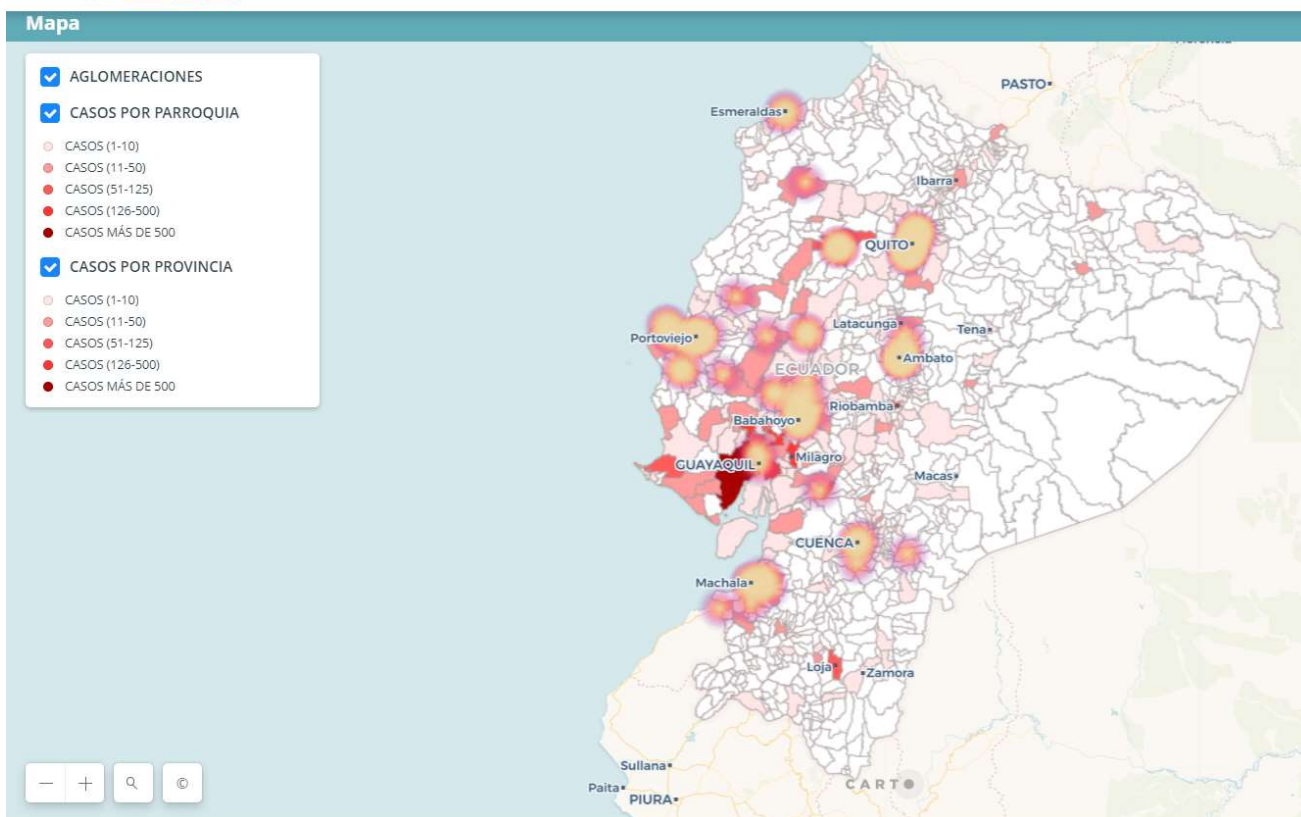 Mapa
AGLOMERACIONES
CASOS POR PARROQUIA
CASOS (1-10)
CASOS (11-50)
CASOS (51-125)
CASOS (126-500)
CASOS MÁS DE 500
CASOS POR PROVINCIA
CASOS (1-10)
CASOS (11-50)
CASOS (51-125)
CASOS (126-500)
CASOS MÁS DE 500
PASTO
Esmeraldas
Ibarra
QUITO
Latacunga
Tena
Portoviejo
Ambato
ECUADOR
Riobamba
Babahoyo
Milagro
GUAYAQUIL
Macas
CUENCA
Machala
Loja
Zamora
Sullana
Paita
PIURA
CARTO
©